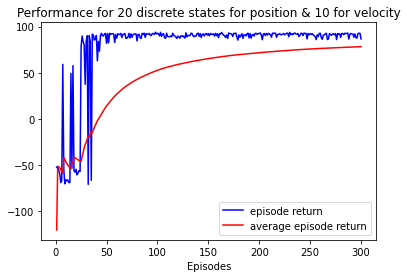 Performance for 20 discrete states for position & 10 for velocity
100
50
0
−50
−100
0 50 100 150 200 250 300
Episodes
episode return
average episode return